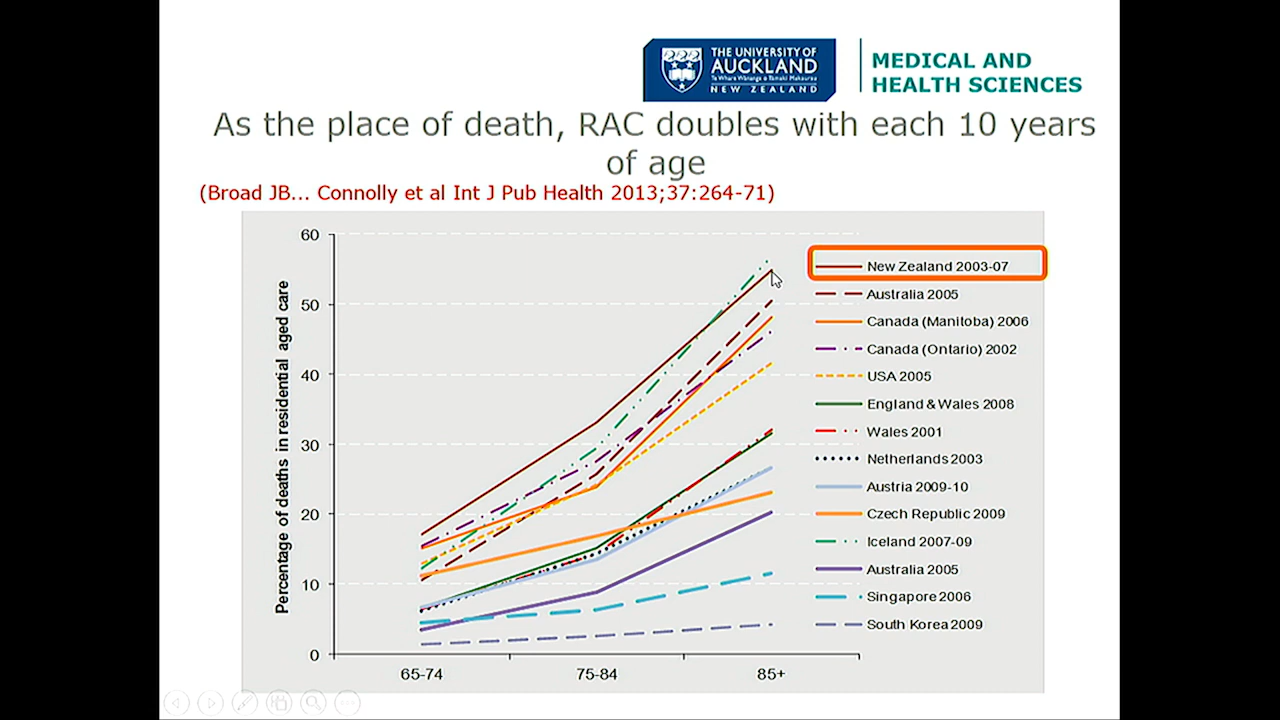 THE UNIVERSITY OF
AUCKLAND
Te Whare Wānanga o Tāmaki Makaurau
NEW ZEALAND
MEDICAL AND
HEALTH SCIENCES
As the place of death, RAC doubles with each 10 years
of age
(Broad JB... Connolly et al Int J Pub Health 2013;37:264-71)
Percentage of deaths in residential aged care
60
50
40
30
20
10
0
65-74
75-84
85+
New Zealand 2003-07
Australia 2005
Canada (Manitoba) 2006
Canada (Ontario) 2002
USA 2005
England & Wales 2008
Wales 2001
Netherlands 2003
Austria 2009-10
Czech Republic 2009
Iceland 2007-09
Australia 2005
Singapore 2006
South Korea 2009